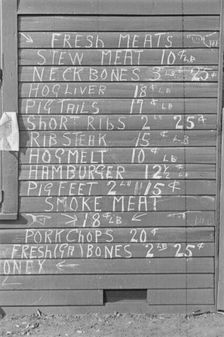 FRESH MEATS
STEW MEAT 10¢LB
NECK BONES 3 LB 25¢
HOG LIVER 18¢LB
PIG TAILS 17¢LB
SHORT RIBS 2 LB 25¢
RIB STEAK 15¢LB
HOG MELT 10¢
HAMBURGER 12½¢LB
PIG FEET 2LB 15¢
SMOKE MEAT
18¢LB
PORK CHOPS 20¢
FRESH BONES 2 LB 25¢
ONEY